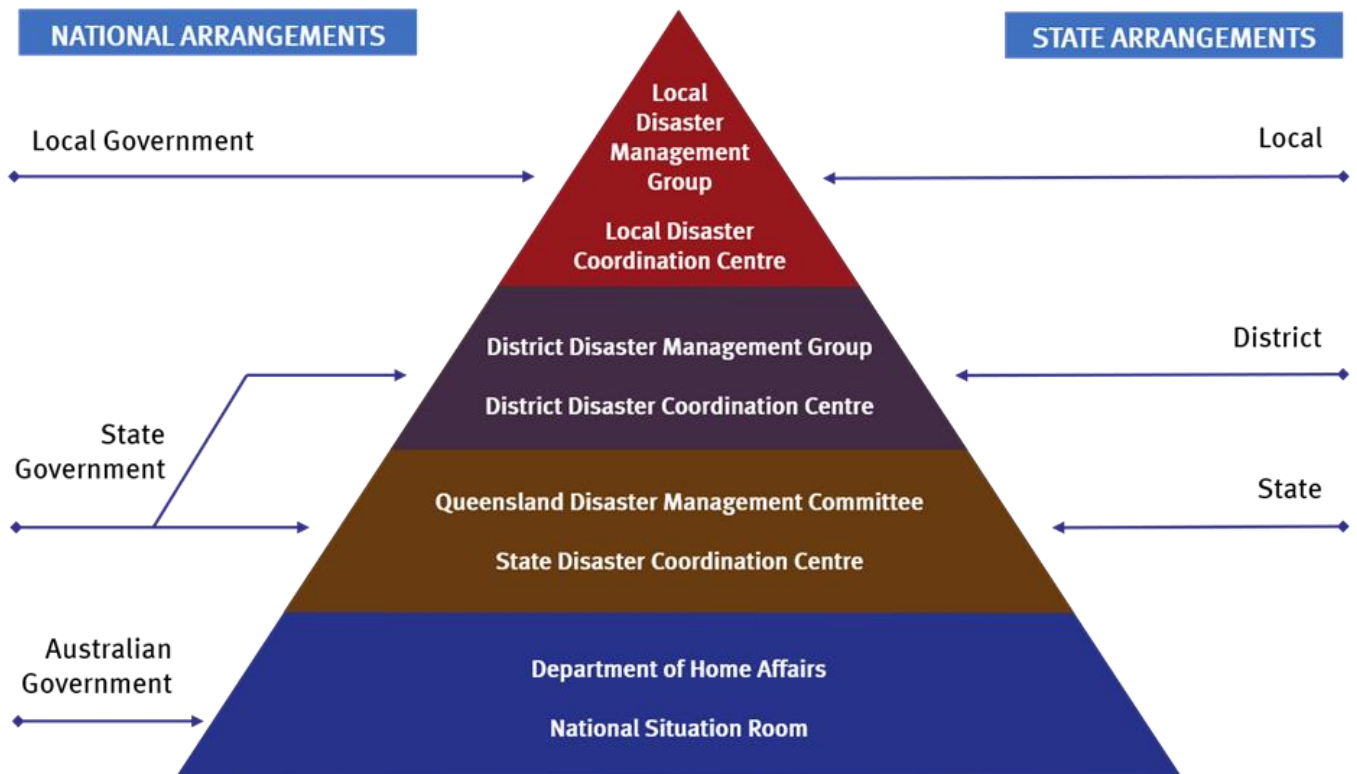 NATIONAL ARRANGEMENTS
STATE ARRANGEMENTS
Local
Disaster
Management
Group
Local Disaster
Coordination Centre
Local Government
Local
District Disaster Management Group
District Disaster Coordination Centre
District
State
Government
Queensland Disaster Management Committee
State Disaster Coordination Centre
State
Australian
Government
Department of Home Affairs
National Situation Room